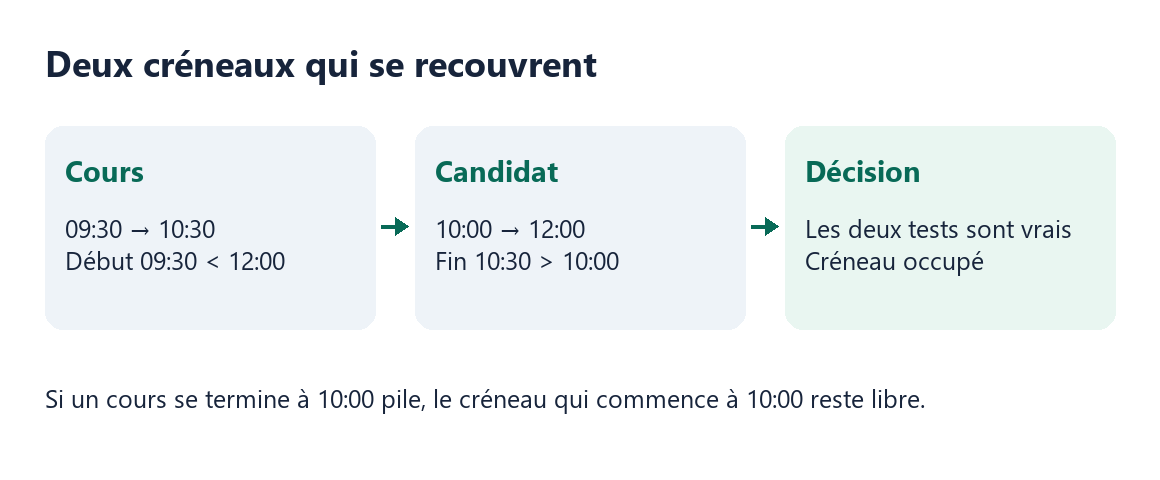 Deux créneaux qui se recouvrent
Cours
09:30 → 10:30
Début 09:30 < 12:00
Candidat
10:00 → 12:00
Fin 10:30 > 10:00
Décision
Les deux tests sont vrais
Créneau occupé
Si un cours se termine à 10:00 pile, le créneau qui commence à 10:00 reste libre.